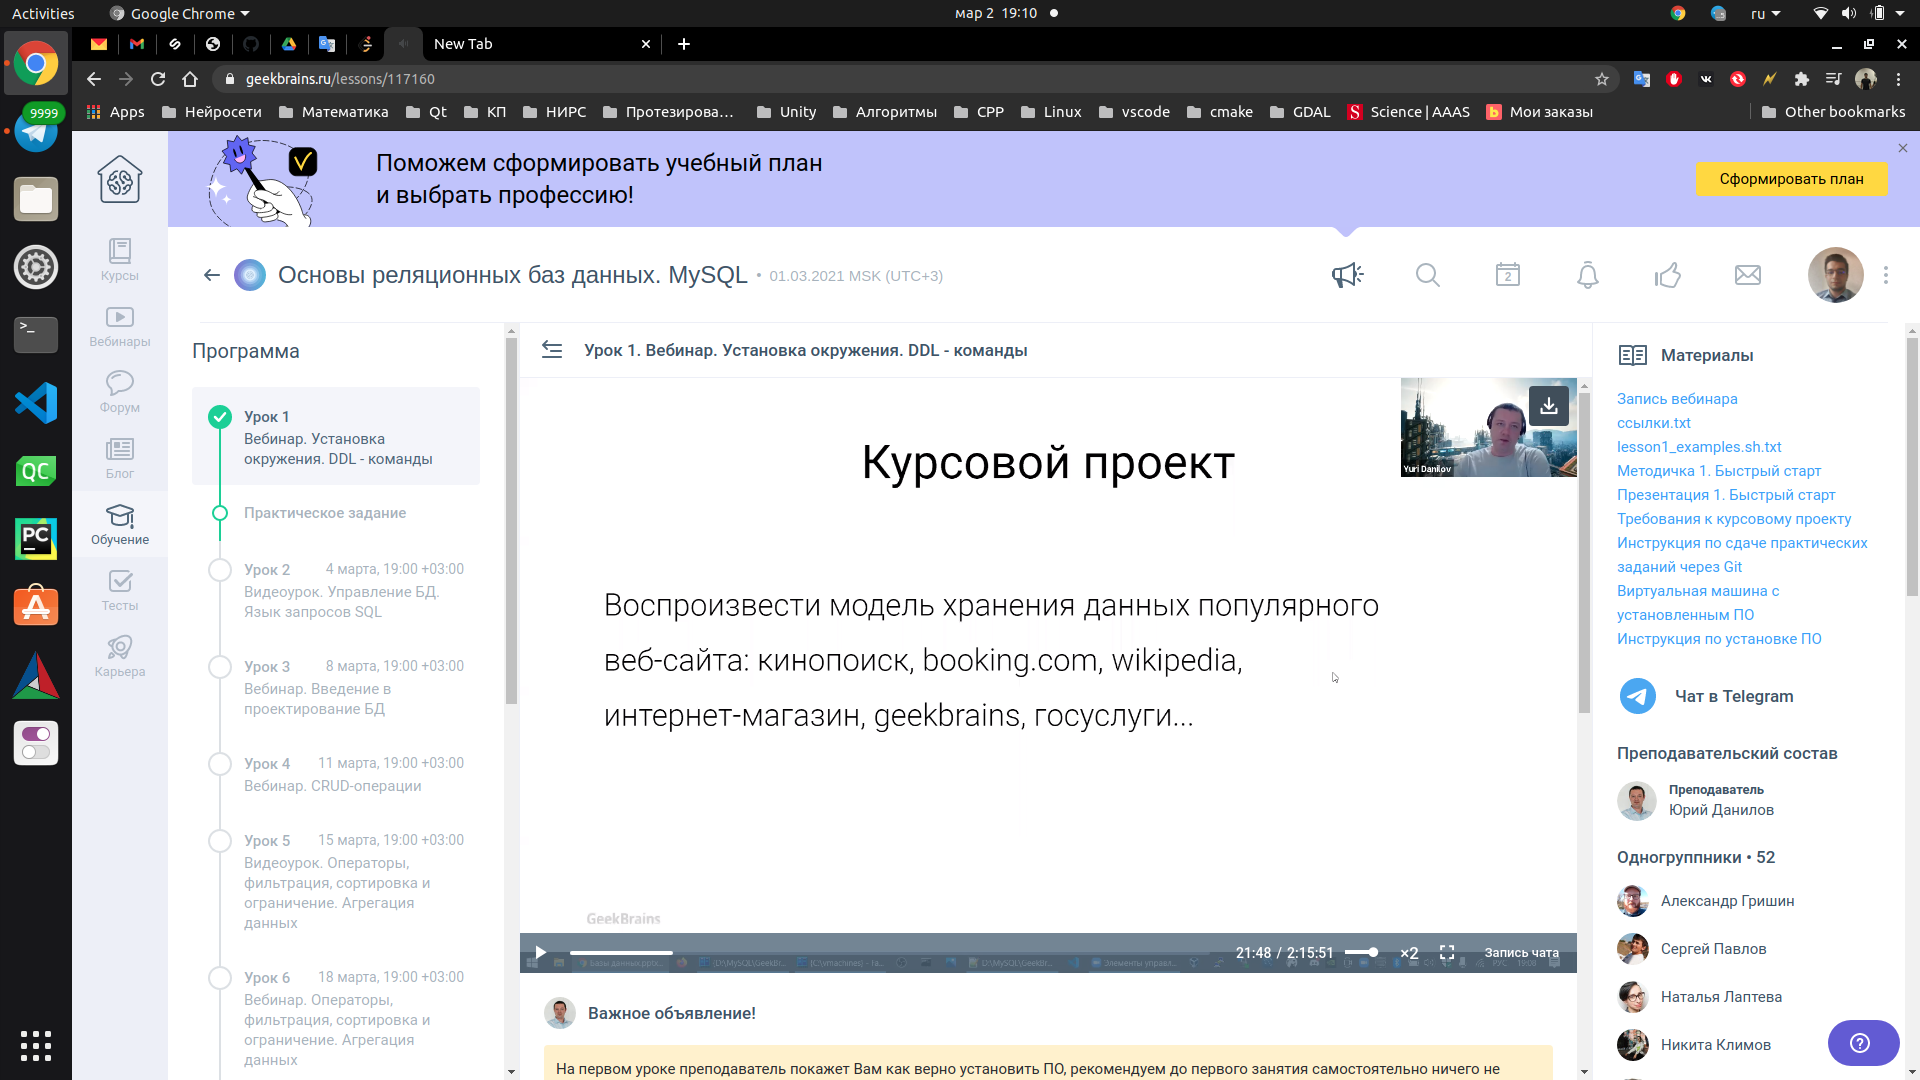 Activities
Google Chrome
мар 2 19:10
ru
New Tab
geekbrains.ru/lessons/117160
Apps
Нейросети
Математика
Qt
КП
НИРС
Протезирова…
Unity
Алгоритмы
CPP
Linux
vscode
cmake
GDAL
Science | AAAS
Мои заказы
Other bookmarks
9999
Поможем сформировать учебный план
и выбрать профессию!
Сформировать план
Курсы
Вебинары
Форум
Блог
Обучение
Тесты
Карьера
Основы реляционных баз данных. MySQL • 01.03.2021 MSK (UTC+3)
2
Программа
Урок 1
Вебинар. Установка
окружения. DDL - команды
Практическое задание
Урок 2 4 марта, 19:00 +03:00
Видеоурок. Управление БД.
Язык запросов SQL
Урок 3 8 марта, 19:00 +03:00
Вебинар. Введение в
проектирование БД
Урок 4 11 марта, 19:00 +03:00
Вебинар. CRUD-операции
Урок 5 15 марта, 19:00 +03:00
Видеоурок. Операторы,
фильтрация, сортировка и
ограничение. Агрегация
данных
Урок 6 18 марта, 19:00 +03:00
Вебинар. Операторы,
фильтрация, сортировка и
ограничение. Агрегация
данных
Урок 1. Вебинар. Установка окружения. DDL - команды
Yuri Danilov
Курсовой проект
Воспроизвести модель хранения данных популярного
веб-сайта: кинопоиск, booking.com, wikipedia,
интернет-магазин, geekbrains, госуслуги...
GeekBrains
21:48 / 2:15:51
×2
Запись чата
Важное объявление!
На первом уроке преподаватель покажет Вам как верно установить ПО, рекомендуем до первого занятия самостоятельно ничего не
Материалы
Запись вебинара
ссылки.txt
lesson1_examples.sh.txt
Методичка 1. Быстрый старт
Презентация 1. Быстрый старт
Требования к курсовому проекту
Инструкция по сдаче практических
заданий через Git
Виртуальная машина с
установленным ПО
Инструкция по установке ПО
Чат в Telegram
Преподавательский состав
Преподаватель
Юрий Данилов
Одногруппники • 52
Александр Гришин
Сергей Павлов
Наталья Лаптева
Никита Климов
QC
PC